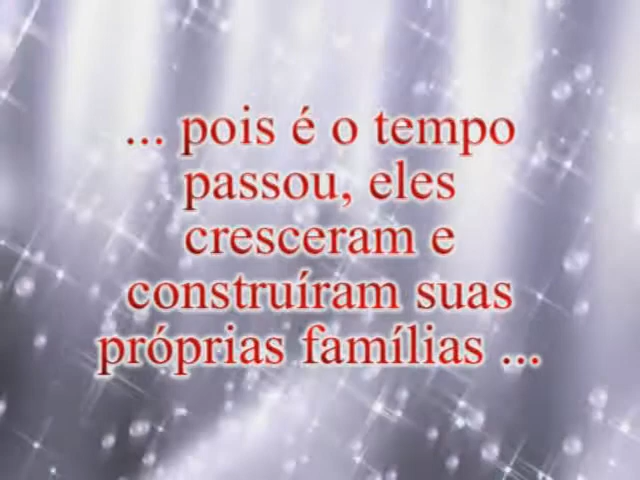 ... pois é o tempo
passou, eles
cresceram e
construíram suas
próprias famílias ...